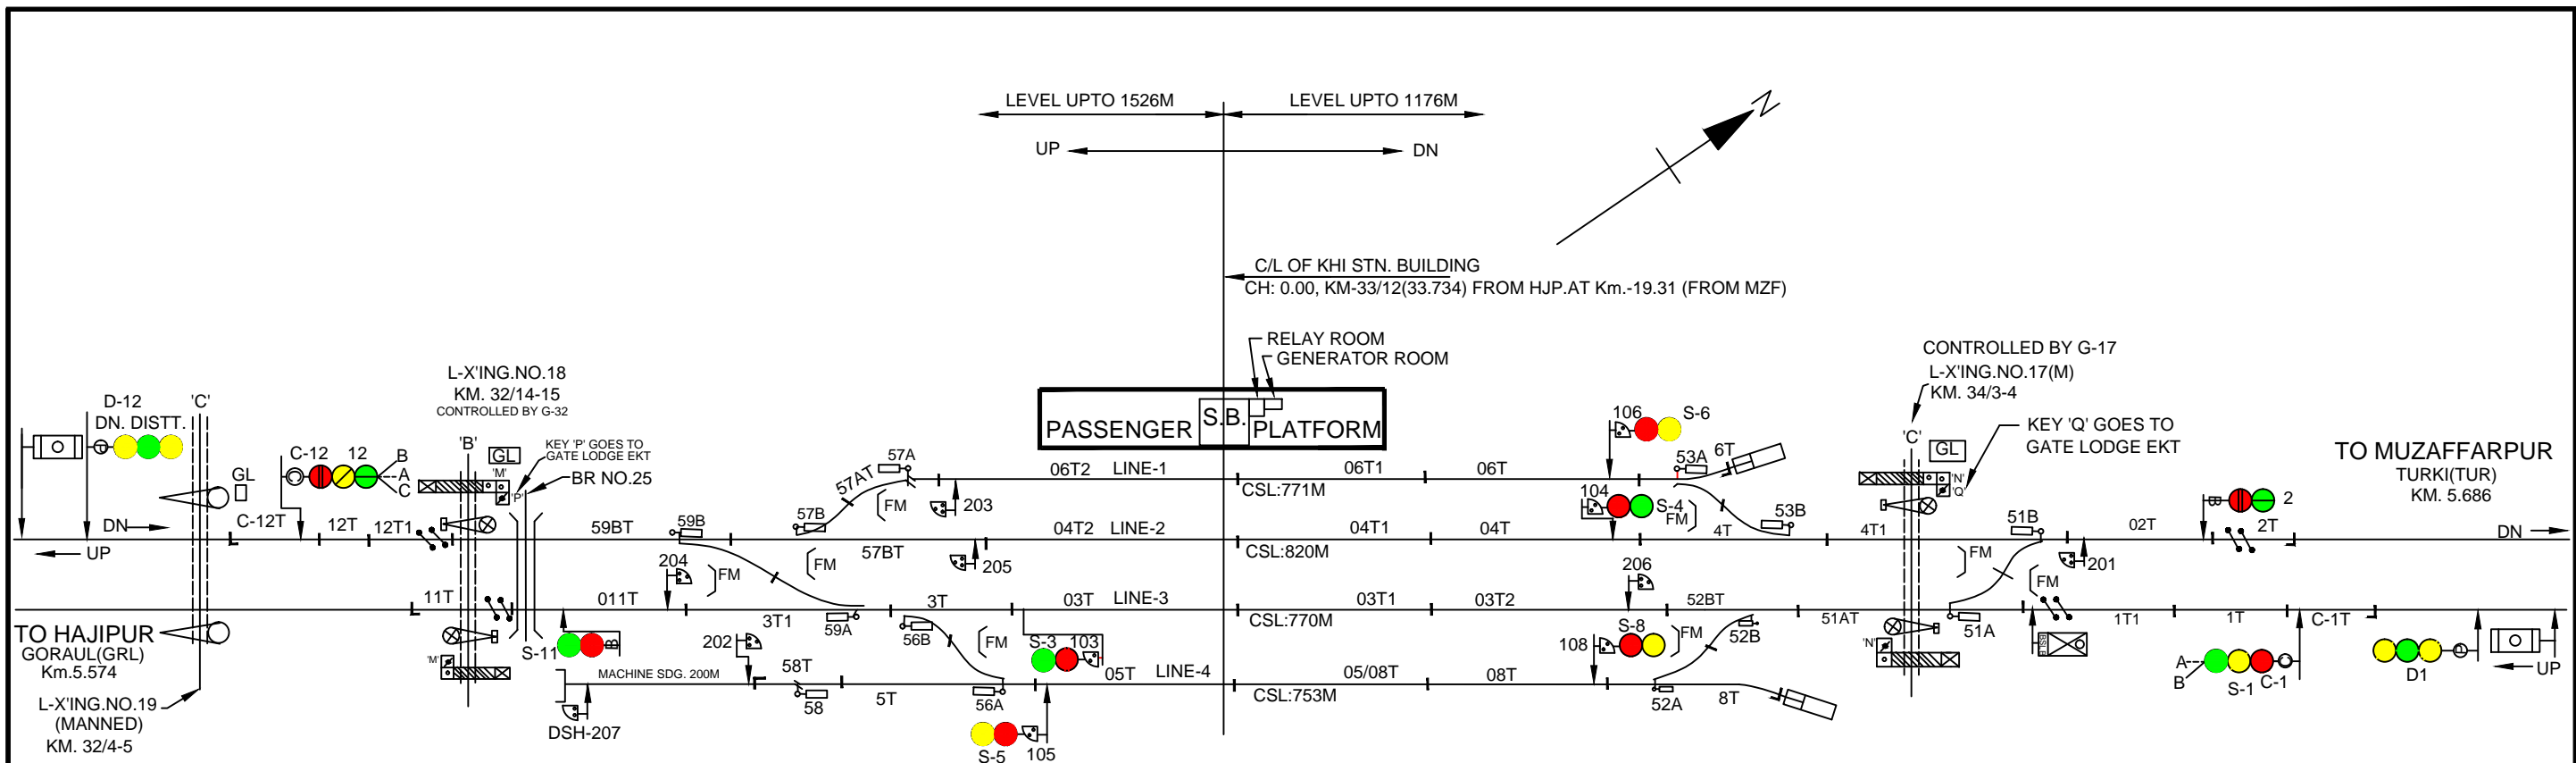 LEVEL UPTO 1526M
LEVEL UPTO 1176M
UP
DN
N
C/L OF KHI STN. BUILDING
CH: 0.00, KM-33/12(33.734) FROM HJP.AT Km.-19.31 (FROM MZF)
RELAY ROOM
GENERATOR ROOM
PASSENGER
S.B.
PLATFORM
L-X'ING.NO.18
KM. 32/14-15
CONTROLLED BY G-32
'B'
GL
KEY 'P' GOES TO
GATE LODGE EKT
'M'
'P'
BR NO.25
D-12
DN. DISTT.
P
'C'
GL
C-12
12
C
B
A
C
CONTROLLED BY G-17
L-X'ING.NO.17(M)
KM. 34/3-4
'C'
GL
KEY 'Q' GOES TO
GATE LODGE EKT
'N'
'Q'
TO MUZAFFARPUR
TURKI(TUR)
KM. 5.686
57A
57AT
FM
06T2
LINE-1
CSL:771M
06T1
06T
106
S-6
53A
6T
203
DN
UP
C-12T
12T
12T1
59BT
59B
57B
57BT
FM
205
04T2
LINE-2
CSL:820M
04T1
04T
104
S-4
FM
4T
53B
4T1
51B
02T
B
2
2T
DN
204
FM
206
FM
FM
201
11T
011T
3T1
59A
3T
56B
FM
03T
LINE-3
CSL:770M
03T1
03T2
52BT
51AT
51A
1T1
1T
C-1T
TO HAJIPUR
GORAUL(GRL)
Km.5.574
'M'
S-11
B
202
S-3
103
108
S-8
FM
52B
'N'
BSLB
A
B
S-1
C-1
C
D1
P
UP
MACHINE SDG. 200M
58T
58
5T
56A
05T
LINE-4
CSL:753M
05/08T
08T
52A
8T
L-X'ING.NO.19
(MANNED)
KM. 32/4-5
DSH-207
S-5
105